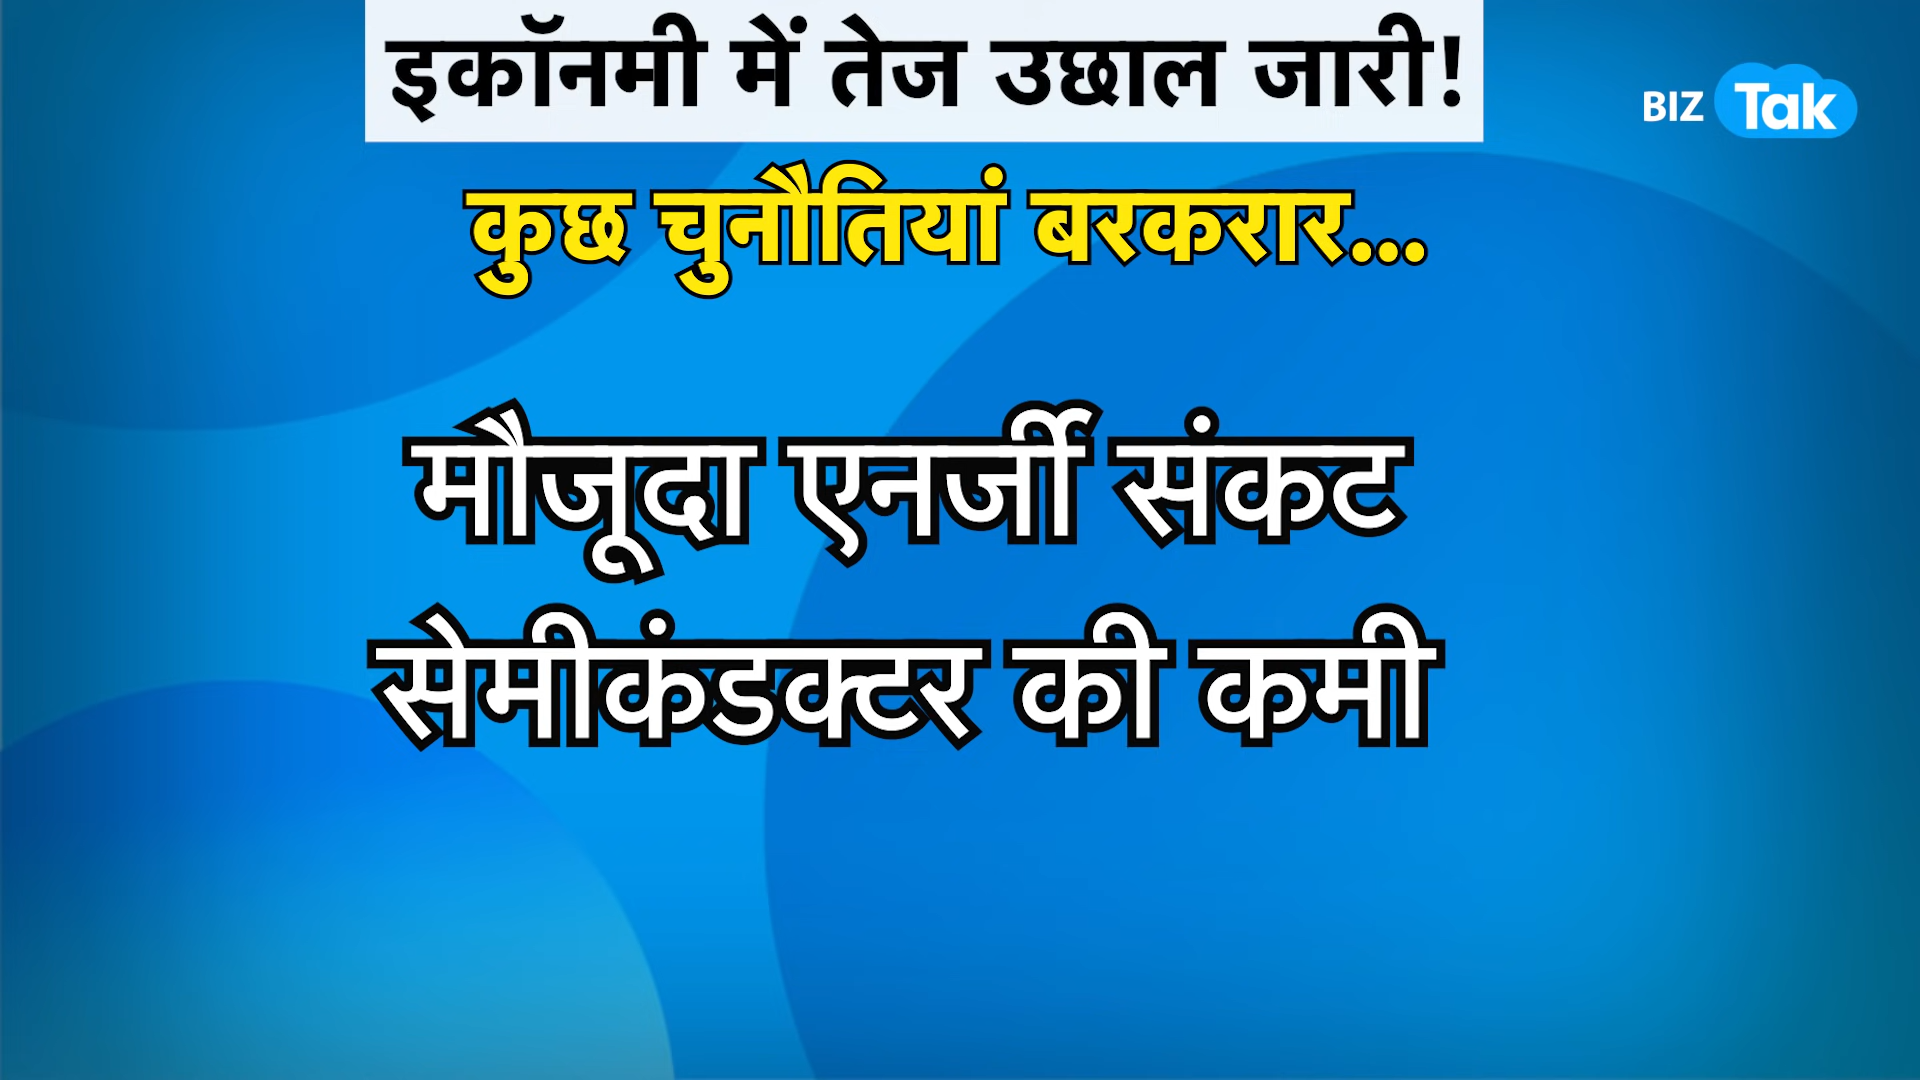 इकॉनमी में तेज उछाल जारी!
BIZ Tak
कुछ चुनौतियां बरकरार...
मौजूदा एनर्जी संकट
सेमीकंडक्टर की कमी